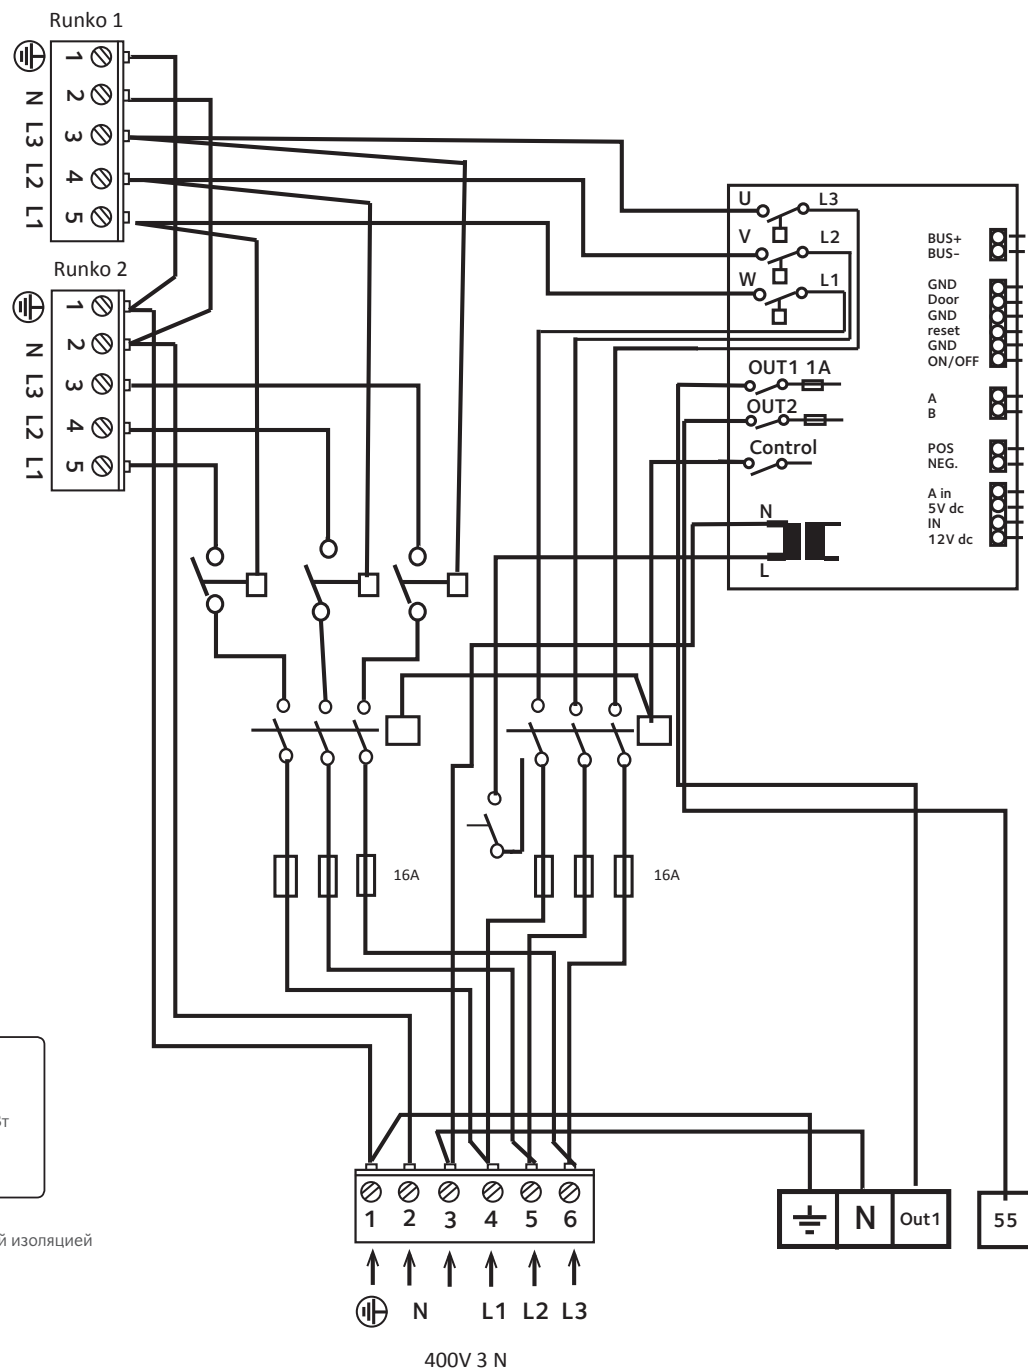 Runko 1
1
N 2
L3 3
L2 4
L1 5
Runko 2
1
N 2
L3 3
L2 4
L1 5
U L3
V L2
W L1
OUT1 1A
OUT2
Control
N
L
BUS+
BUS-
GND
Door
GND
reset
GND
ON/OFF
A
B
POS
NEG.
A in
5V dc
IN
12V dc
16A
16A
й изоляцией
1 2 3 4 5 6
N L1 L2 L3
400V 3 N
N Out1
55